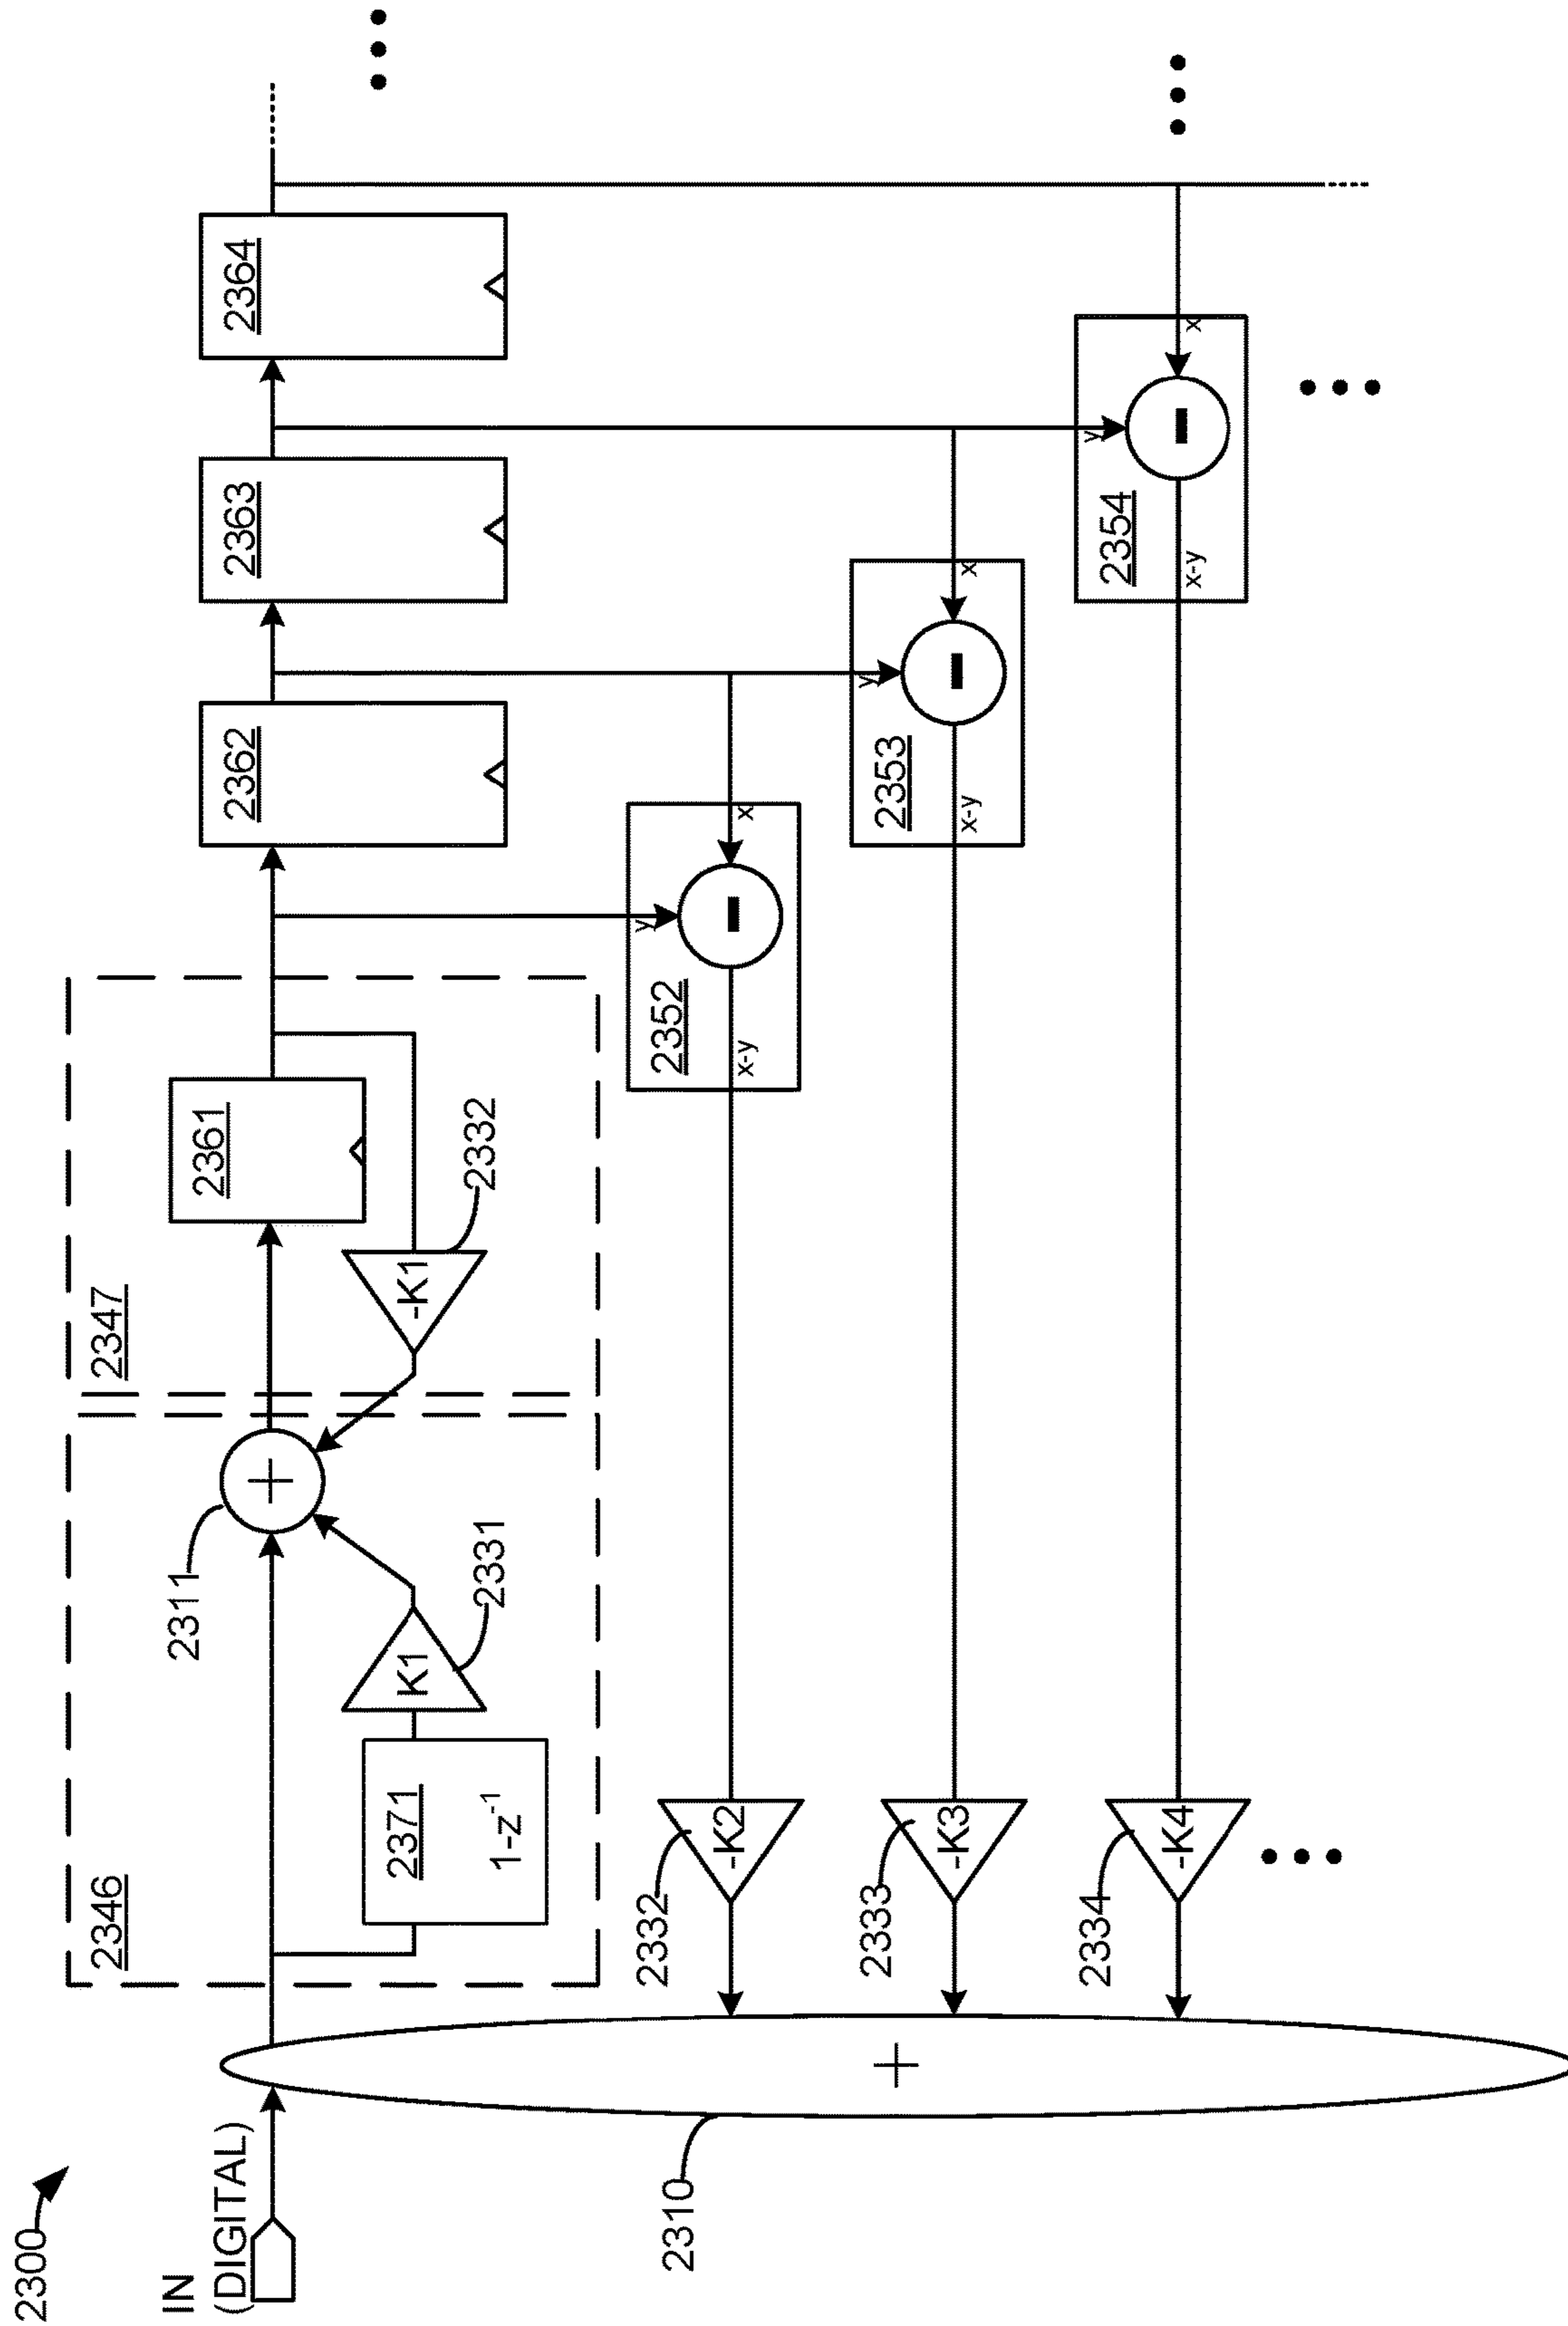 2300
IN
(DIGITAL)
2310
+
2346
2347
2311
+
2371
1-z⁻¹
K1
2331
-K1
2332
2361
2362
2363
2364
2332
-K2
x-y
2352
y
x
2333
-K3
x-y
2353
y
x
2334
-K4
x-y
2354
y
x